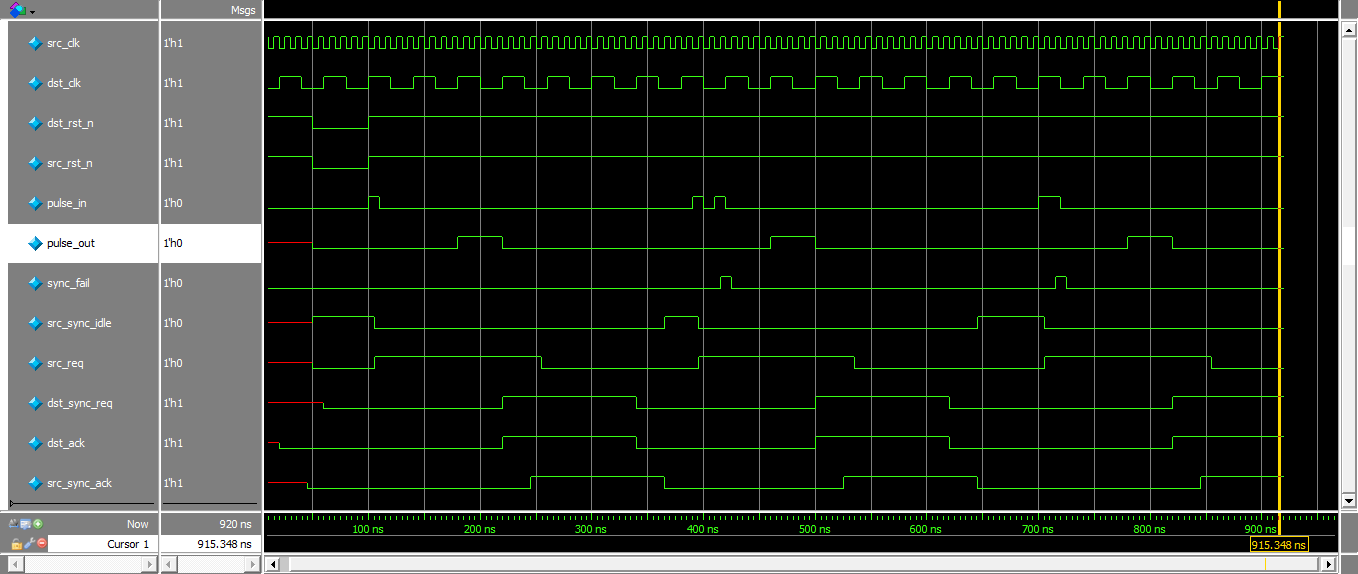 Msgs
src_clk 1'h1
dst_clk 1'h1
dst_rst_n 1'h1
src_rst_n 1'h1
pulse_in 1'h0
pulse_out 1'h0
sync_fail 1'h0
src_sync_idle 1'h0
src_req 1'h0
dst_sync_req 1'h1
dst_ack 1'h1
src_sync_ack 1'h1
Now 920 ns 100 ns 200 ns 300 ns 400 ns 500 ns 600 ns 700 ns 800 ns 900 ns
Cursor 1 915.348 ns 915.348 ns